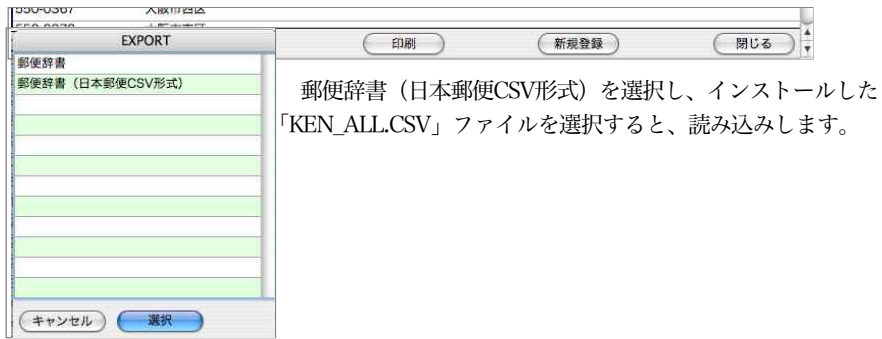 EXPORT
郵便辞書
郵便辞書（日本郵便CSV形式）
キャンセル
選択
印刷
新規登録
閉じる
郵便辞書（日本郵便CSV形式）を選択し、インストールした
「KEN_ALL.CSV」ファイルを選択すると、読み込みします。